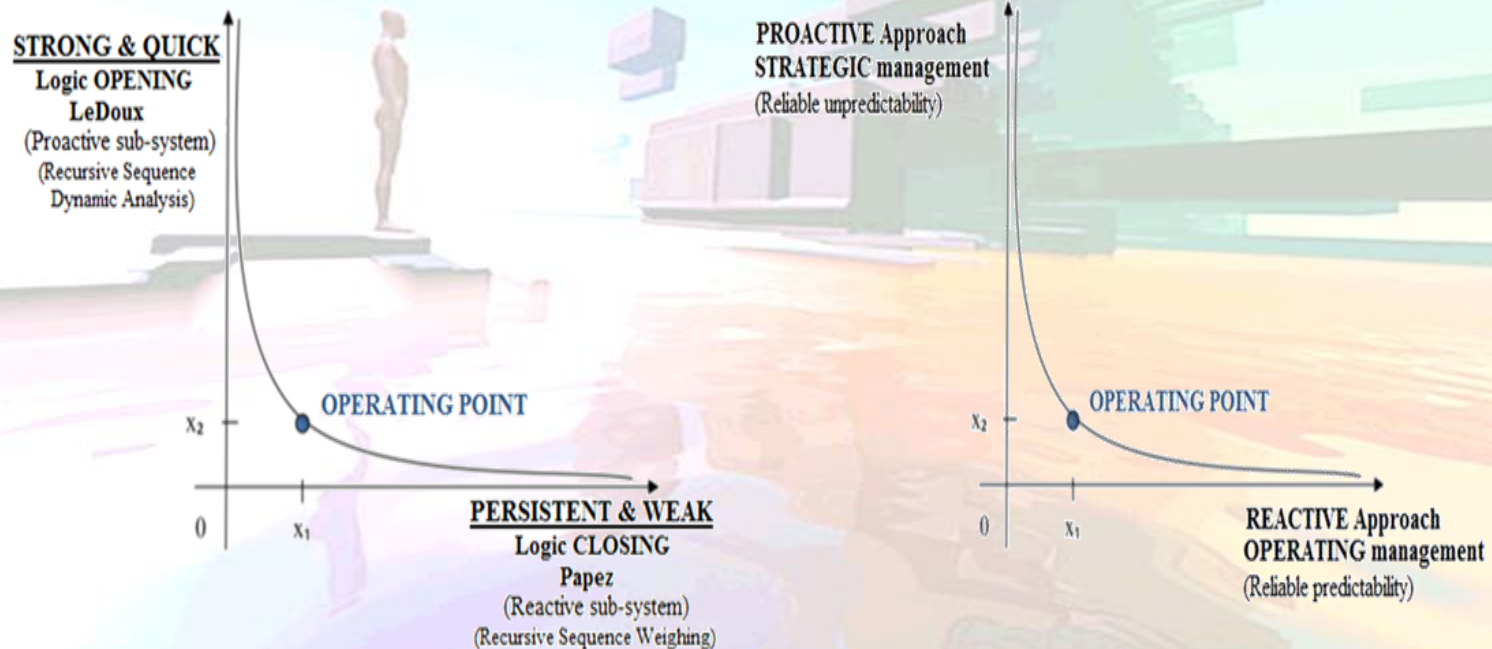 STRONG & QUICK
Logic OPENING
LeDoux
(Proactive sub-system)
(Recursive Sequence
Dynamic Analysis)
OPERATING POINT
x₂
0
x₁
PERSISTENT & WEAK
Logic CLOSING
Papez
(Reactive sub-system)
(Recursive Sequence Weighing)
PROACTIVE Approach
STRATEGIC management
(Reliable unpredictability)
OPERATING POINT
x₂
0
x₁
REACTIVE Approach
OPERATING management
(Reliable predictability)